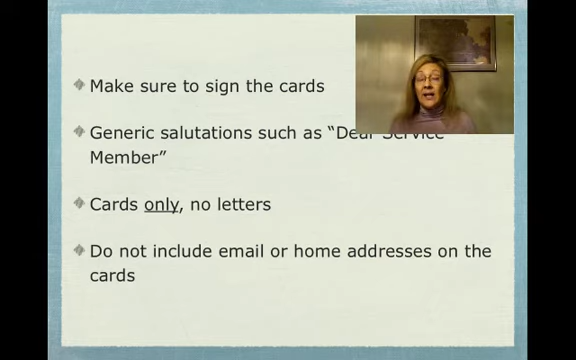 Make sure to sign the cards
Generic salutations such as “Dear Service
Member”
Cards only, no letters
Do not include email or home addresses on the
cards